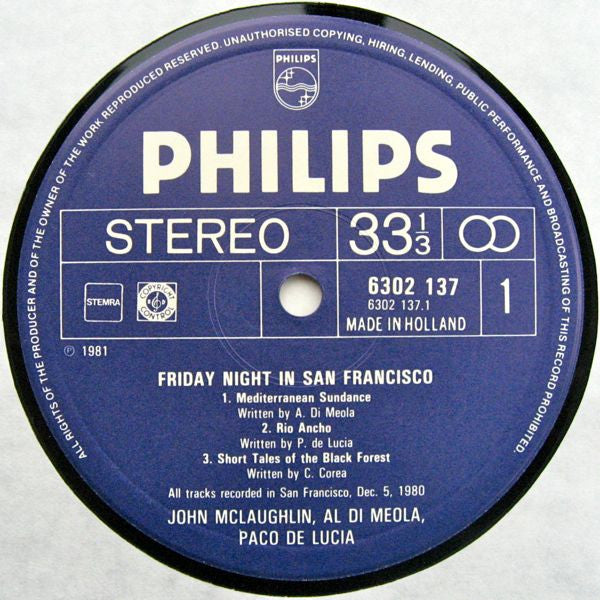 ALL RIGHTS OF THE PRODUCER AND OF THE OWNER OF THE WORK REPRODUCED RESERVED. UNAUTHORISED COPYING, HIRING, LENDING, PUBLIC PERFORMANCE AND BROADCASTING OF THIS RECORD PROHIBITED.
PHILIPS
PHILIPS
STEREO
33 1/3
6302 137
6302 137.1
MADE IN HOLLAND
1
STEMRA
COPYRIGHT
B P
CONTROL
℗ 1981
FRIDAY NIGHT IN SAN FRANCISCO
1. Mediterranean Sundance
Written by A. Di Meola
2. Rio Ancho
Written by P. de Lucia
3. Short Tales of the Black Forest
Written by C. Corea
All tracks recorded in San Francisco, Dec. 5, 1980
JOHN MCLAUGHLIN, AL DI MEOLA,
PACO DE LUCIA